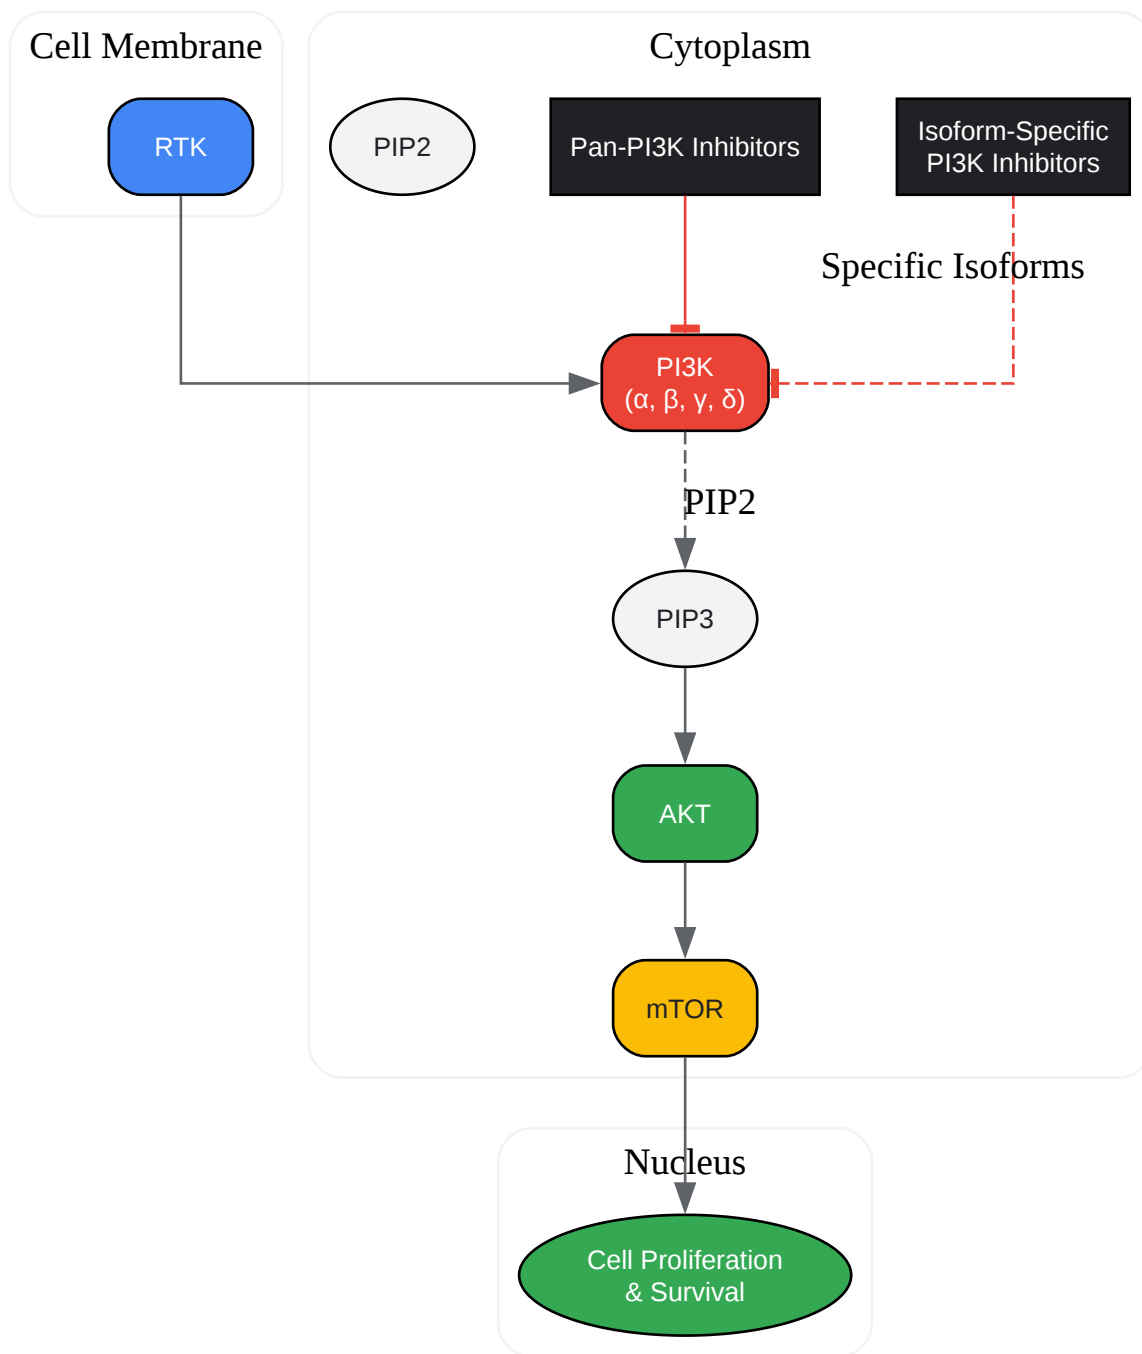 Cell Membrane
Cytoplasm
RTK
PIP2
Pan-PI3K Inhibitors
Isoform-Specific
PI3K Inhibitors
Specific Isoforms
PI3K
(α, β, γ, δ)
PIP2
PIP3
AKT
mTOR
Nucleus
Cell Proliferation
& Survival